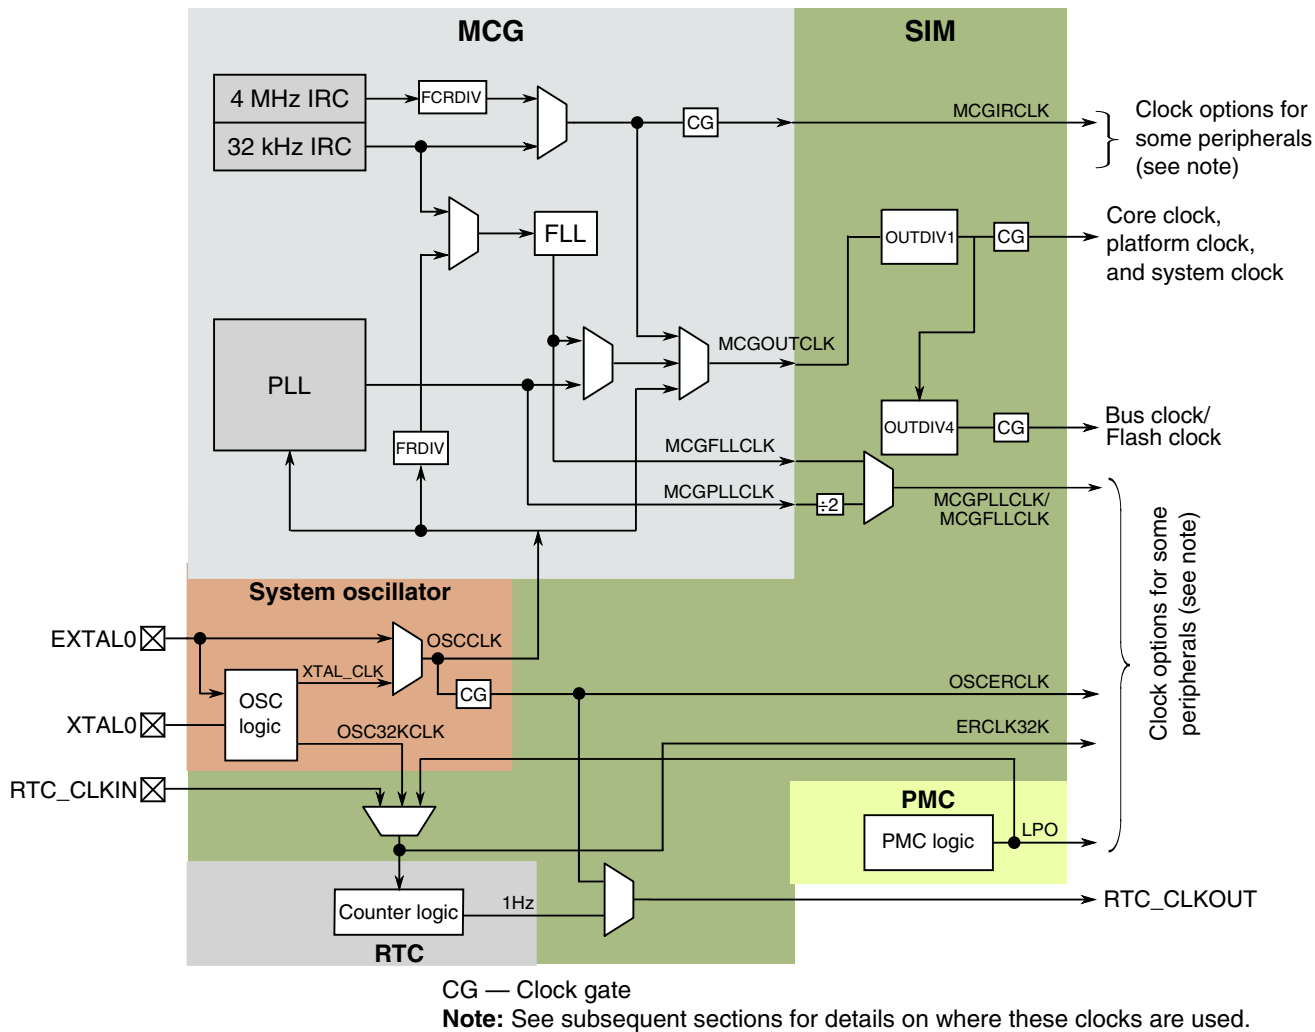 MCG
SIM
4 MHz IRC
FCRDIV
32 kHz IRC
CG
MCGIRCLK
Clock options for
some peripherals
(see note)
FLL
OUTDIV1
CG
Core clock,
platform clock,
and system clock
PLL
MCGOUTCLK
FRDIV
OUTDIV4
CG
Bus clock/
Flash clock
MCGFLLCLK
MCGPLLCLK
÷2
MCGPLLCLK/
MCGFLLCLK
Clock options for some
peripherals (see note)
System oscillator
EXTAL0
OSCCLK
XTAL_CLK
OSC
logic
CG
OSCERCLK
XTAL0
OSC32KCLK
ERCLK32K
RTC_CLKIN
PMC
PMC logic
LPO
Counter logic
1Hz
RTC_CLKOUT
RTC
CG — Clock gate
Note: See subsequent sections for details on where these clocks are used.